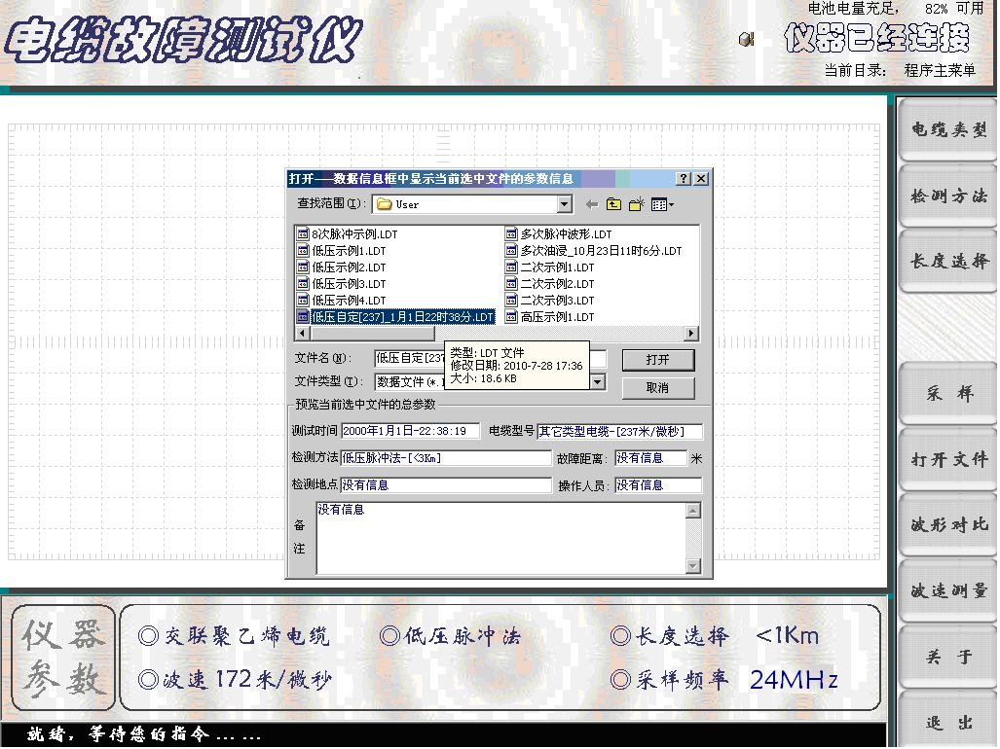 电缆故障测试仪
电池电量充足, 82% 可用
仪器已经连接
当前目录: 程序主菜单
电缆类型
检测方法
长度选择
采样
打开文件
波形对比
波速测量
关于
退出
打开——数据信息框中显示当前选中文件的参数信息
查找范围(I): User
8次脉冲示例.LDT
低压示例1.LDT
低压示例2.LDT
低压示例3.LDT
低压示例4.LDT
低压自定[237]_1月1日22时38分.LDT
多次脉冲波形.LDT
多次油浸_10月23日11时6分.LDT
二次示例1.LDT
二次示例2.LDT
二次示例3.LDT
高压示例1.LDT
文件名(N): 低压自定[237
打开
文件类型(T): 数据文件(*.
取消
类型: LDT 文件
修改日期: 2010-7-28 17:36
大小: 18.6 KB
预览当前选中文件的总参数
测试时间 2000年1月1日-22:38:19 电缆型号 其它类型电缆-[237米/微秒]
检测方法 低压脉冲法-[<3Km] 故障距离: 没有信息 米
检测地点 没有信息 操作人员: 没有信息
备注 没有信息
仪器参数
◎交联聚乙烯电缆 ◎低压脉冲法 ◎长度选择 <1Km
◎波速172米/微秒 ◎采样频率 24MHz
就绪,等待您的指令……